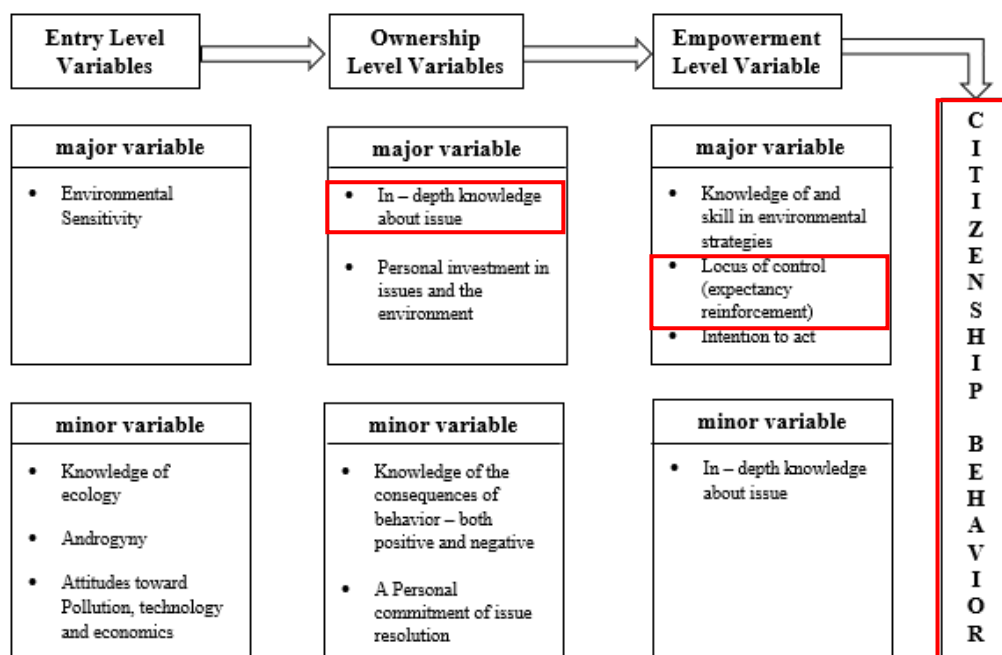 Entry Level
Variables
Ownership
Level Variables
Empowerment
Level Variable
major variable
• Environmental
Sensitivity
major variable
• In – depth knowledge
about issue
• Personal investment in
issues and the
environment
major variable
• Knowledge of and
skill in environmental
strategies
• Locus of control
(expectancy
reinforcement)
• Intention to act
minor variable
• Knowledge of
ecology
• Androgyny
• Attitudes toward
Pollution, technology
and economics
minor variable
• Knowledge of the
consequences of
behavior – both
positive and negative
• A Personal
commitment of issue
resolution
minor variable
• In – depth knowledge
about issue
C
I
T
I
Z
E
N
S
H
I
P
B
E
H
A
V
I
O
R